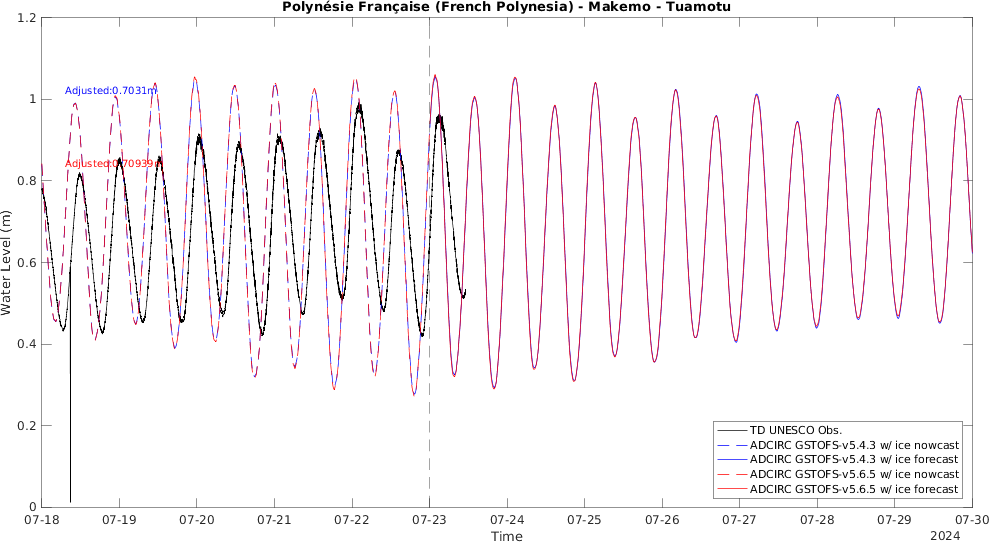 Polynésie Française (French Polynesia) - Makemo - Tuamotu
1.2
1
0.8
0.6
0.4
0.2
0
Water Level (m)
Adjusted:0.7031m
Adjusted:0.70939m
TD UNESCO Obs.
ADCIRC GSTOFS-v5.4.3 w/ ice nowcast
ADCIRC GSTOFS-v5.4.3 w/ ice forecast
ADCIRC GSTOFS-v5.6.5 w/ ice nowcast
ADCIRC GSTOFS-v5.6.5 w/ ice forecast
07-18 07-19 07-20 07-21 07-22 07-23 07-24 07-25 07-26 07-27 07-28 07-29 07-30
Time
2024